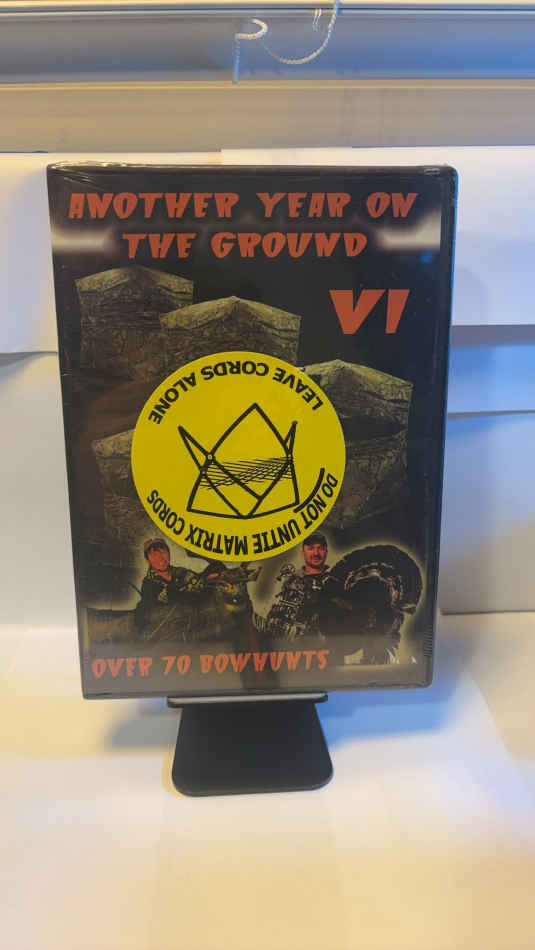 ANOTHER YEAR ON
THE GROUND
VI
LEAVE CORDS ALONE
DO NOT UNTIE MATRIX CORDS
OVER 70 BOWHUNTS